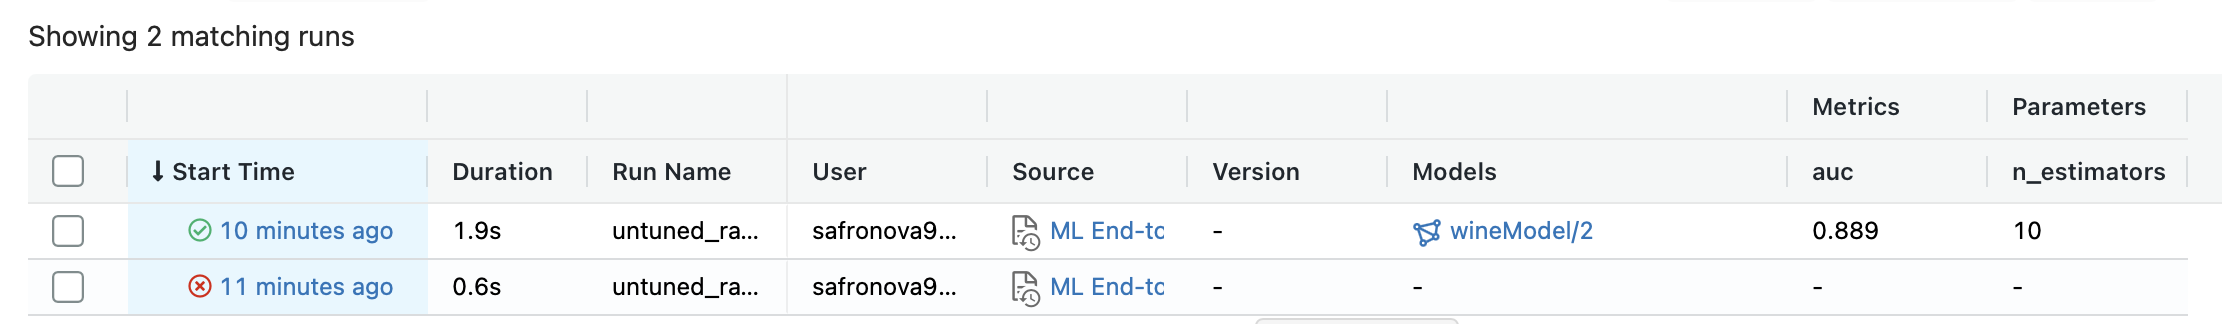 Showing 2 matching runs
Metrics Parameters
Start Time Duration Run Name User Source Version Models auc n_estimators
10 minutes ago 1.9s untuned_ra... safronova9... ML End-to - wineModel/2 0.889 10
11 minutes ago 0.6s untuned_ra... safronova9... ML End-to - - - -